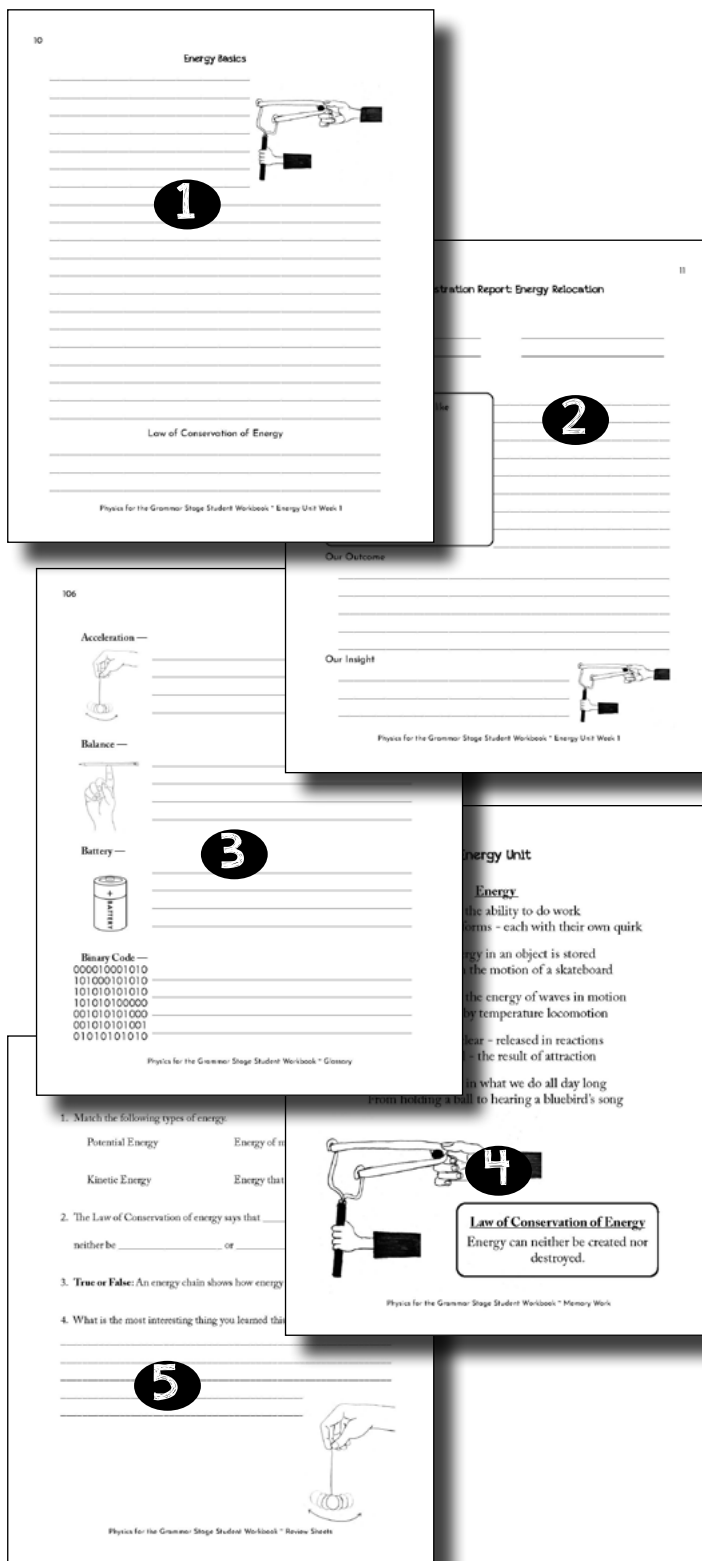 10
Energy Basics
1
Law of Conservation of Energy
Physics for the Grammar Stage Student Workbook * Energy Unit Week 1
11
stration Report: Energy Relocation
like
2
Our Outcome
Our Insight
Physics for the Grammar Stage Student Workbook * Energy Unit Week 1
106
Acceleration —
Balance —
Battery —
+
BATTERY
3
Binary Code —
000010001010
101000101010
101010101010
101010100000
001010101000
001010101001
01010101010
Physics for the Grammar Stage Student Workbook * Glossary
nergy Unit
Energy
the ability to do work
orms - each with their own quirk
rgy in an object is stored
the motion of a skateboard
the energy of waves in motion
by temperature locomotion
lear - released in reactions
- the result of attraction
in what we do all day long
From holding a ball to hearing a bluebird's song
4
Law of Conservation of Energy
Energy can neither be created nor
destroyed.
Physics for the Grammar Stage Student Workbook * Memory Work
1. Match the following types of energy.
Potential Energy Energy of m
Kinetic Energy Energy that
2. The Law of Conservation of energy says that
neither be or
3. True or False: An energy chain shows how energy
4. What is the most interesting thing you learned thi
5
Physics for the Grammar Stage Student Workbook * Review Sheets